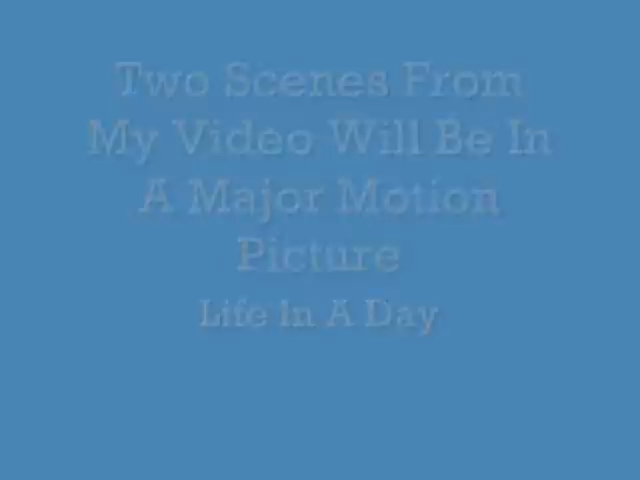 Two Scenes From
My Video Will Be In
A Major Motion
Picture
Life In A Day